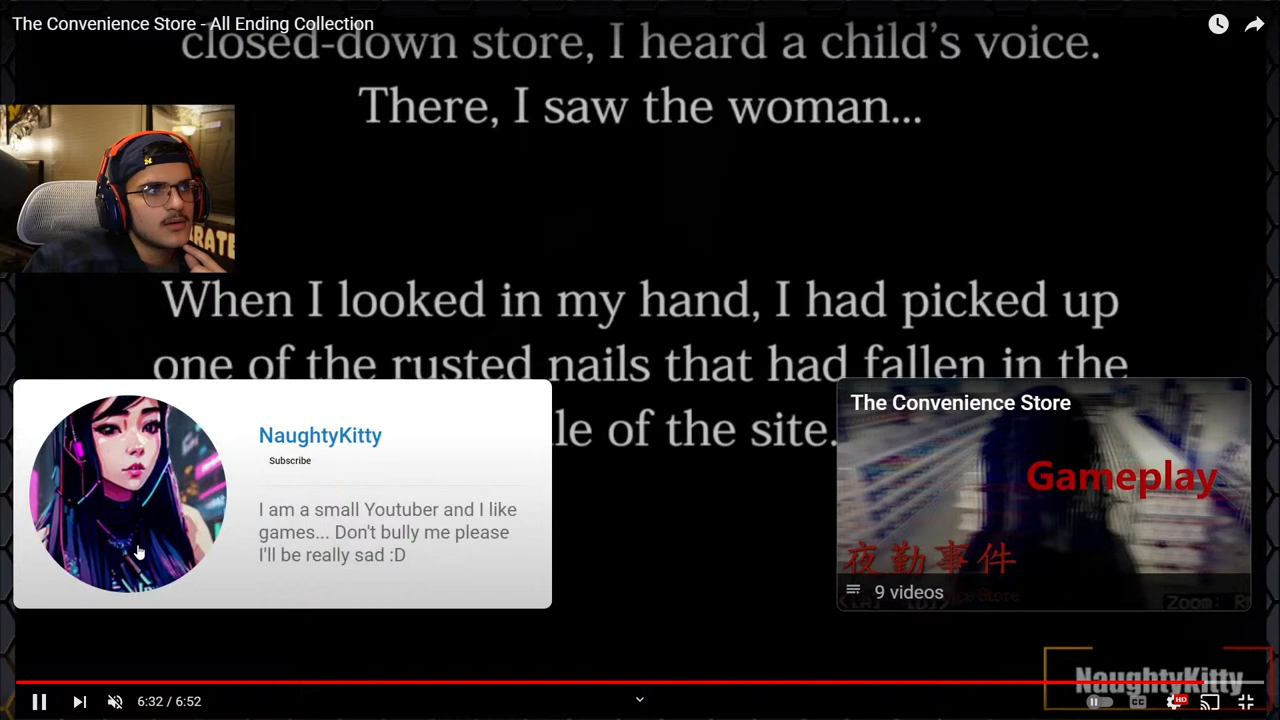 The Convenience Store - All Ending Collection
closed-down store, I heard a child’s voice.
There, I saw the woman...
RATE
When I looked in my hand, I had picked up
one of the rusted nails that had fallen in the
le of the site.
NaughtyKitty
Subscribe
I am a small Youtuber and I like
games... Don't bully me please
I'll be really sad :D
The Convenience Store
Gameplay
夜勤事件
9 videos
NaughtyKitty
6:32 / 6:52
CC
HD